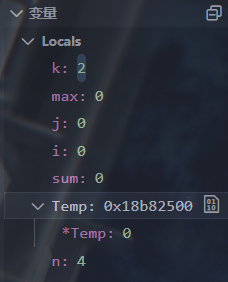 变量
Locals
k: 2
max: 0
j: 0
i: 0
sum: 0
Temp: 0x18b82500
*Temp: 0
n: 4